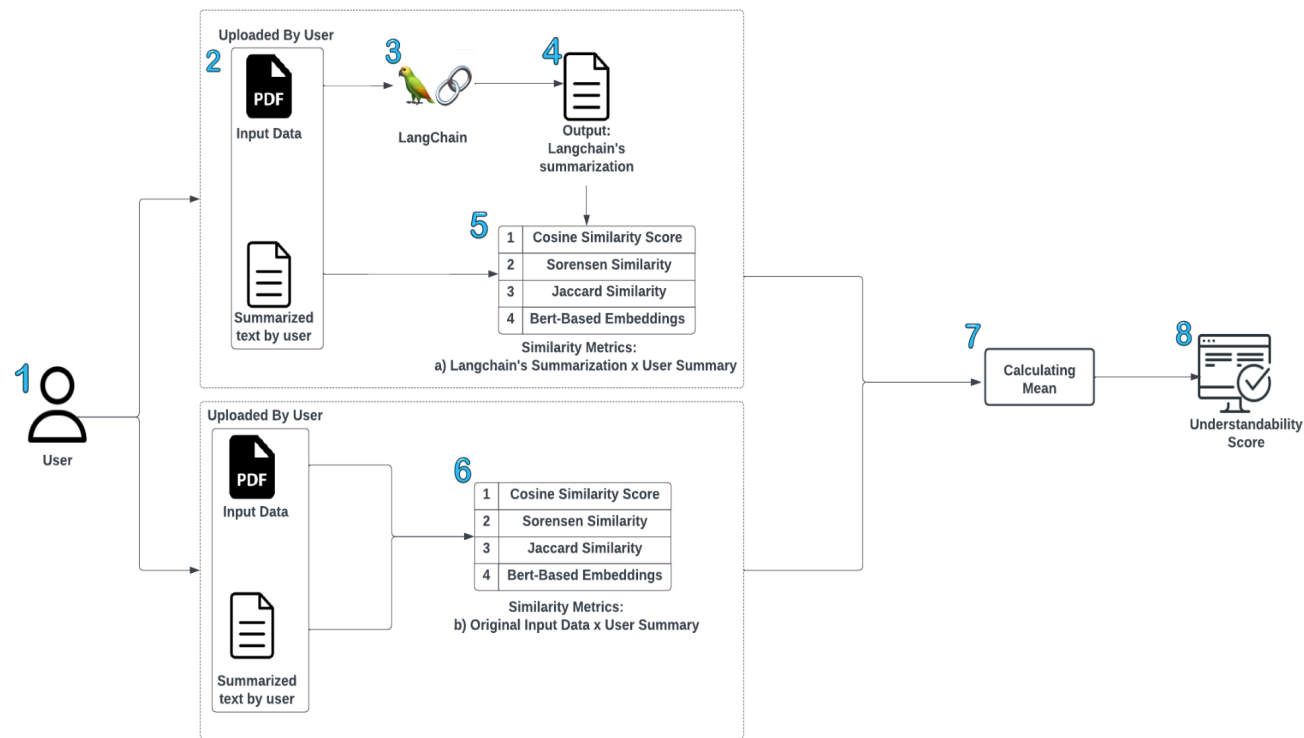 1
User
Uploaded By User
2
PDF
Input Data
Summarized
text by user
3
LangChain
4
Output:
Langchain's
summarization
5
1 Cosine Similarity Score
2 Sorensen Similarity
3 Jaccard Similarity
4 Bert-Based Embeddings
Similarity Metrics:
a) Langchain's Summarization x User Summary
Uploaded By User
PDF
Input Data
Summarized
text by user
6
1 Cosine Similarity Score
2 Sorensen Similarity
3 Jaccard Similarity
4 Bert-Based Embeddings
Similarity Metrics:
b) Original Input Data x User Summary
7
Calculating
Mean
8
Understandability
Score